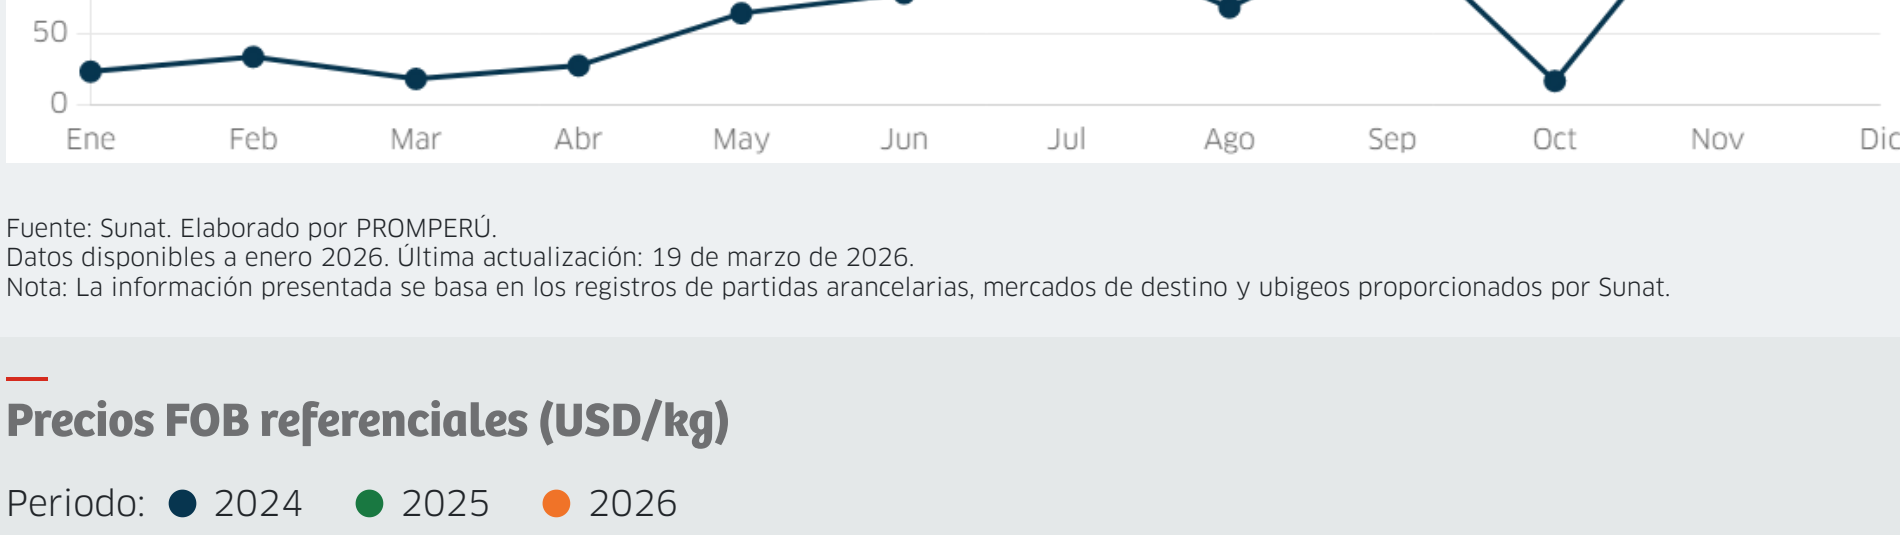 50
0
Ene Feb Mar Abr May Jun Jul Ago Sep Oct Nov Dic
Fuente: Sunat. Elaborado por PROMPERÚ.
Datos disponibles a enero 2026. Última actualización: 19 de marzo de 2026.
Nota: La información presentada se basa en los registros de partidas arancelarias, mercados de destino y ubigeos proporcionados por Sunat.
Precios FOB referenciales (USD/kg)
Periodo: 2024 2025 2026